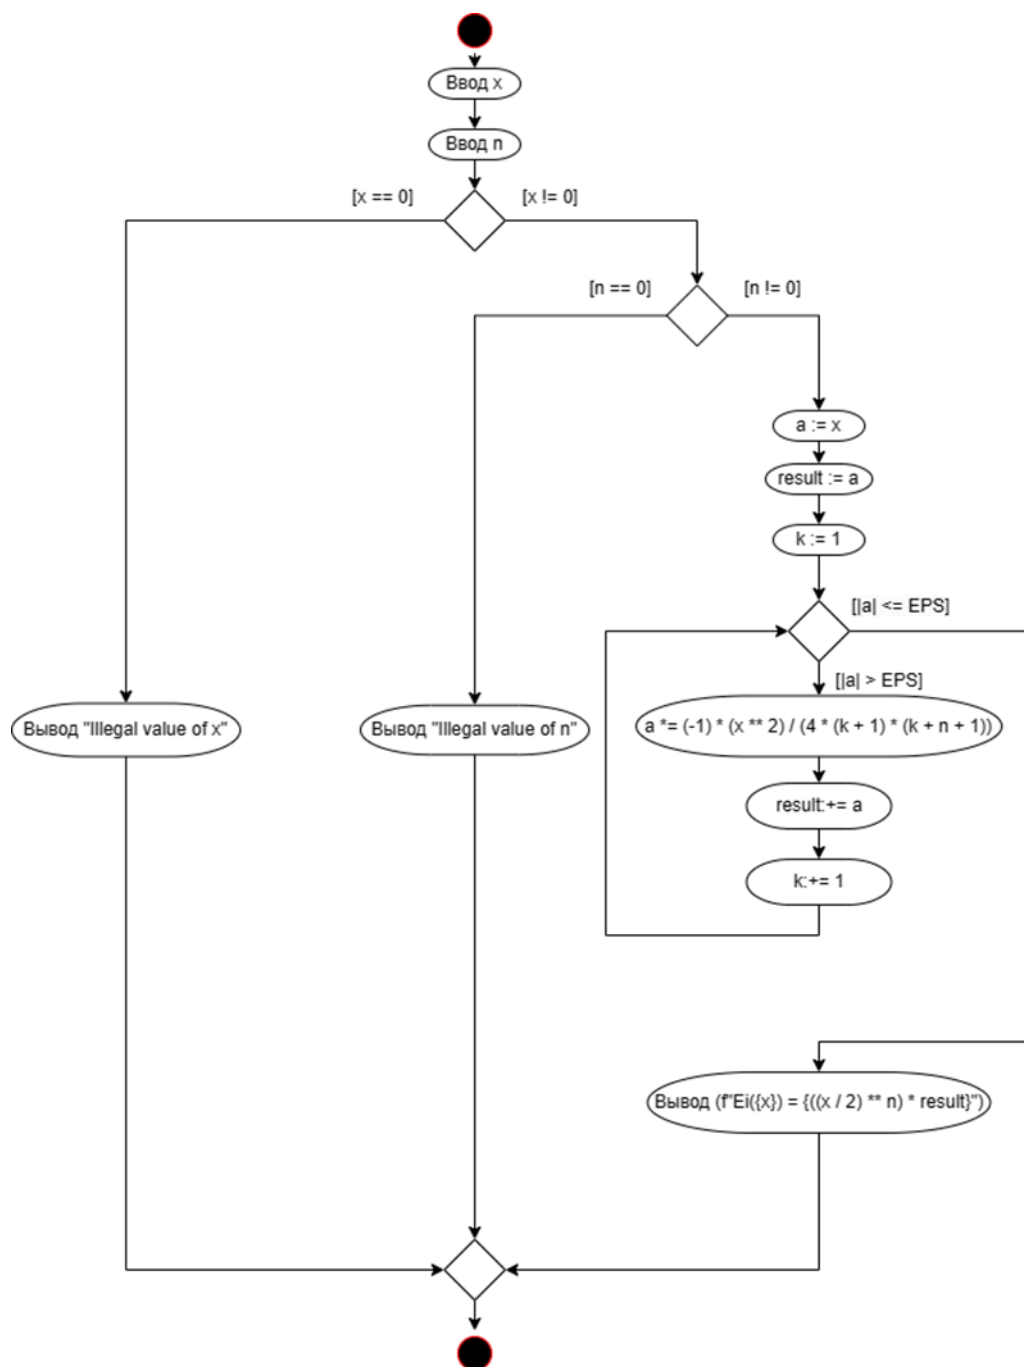 Ввод x
Ввод n
[x == 0]
[x != 0]
[n == 0]
[n != 0]
a := x
result := a
k := 1
[|a| <= EPS]
[|a| > EPS]
Вывод "Illegal value of x"
Вывод "Illegal value of n"
a *= (-1) * (x ** 2) / (4 * (k + 1) * (k + n + 1))
result:+= a
k:+= 1
Вывод (f"Ei({x}) = {((x / 2) ** n) * result}")